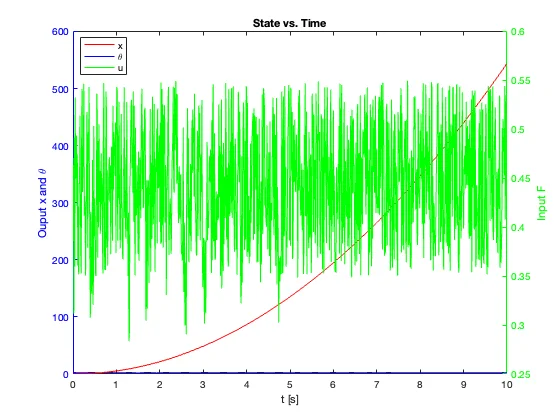 State vs. Time
x
θ
u
600
500
400
300
200
100
0
Ouput x and θ
0.6
0.55
0.5
0.45
0.4
0.35
0.3
0.25
Input F
0 1 2 3 4 5 6 7 8 9 10
t [s]